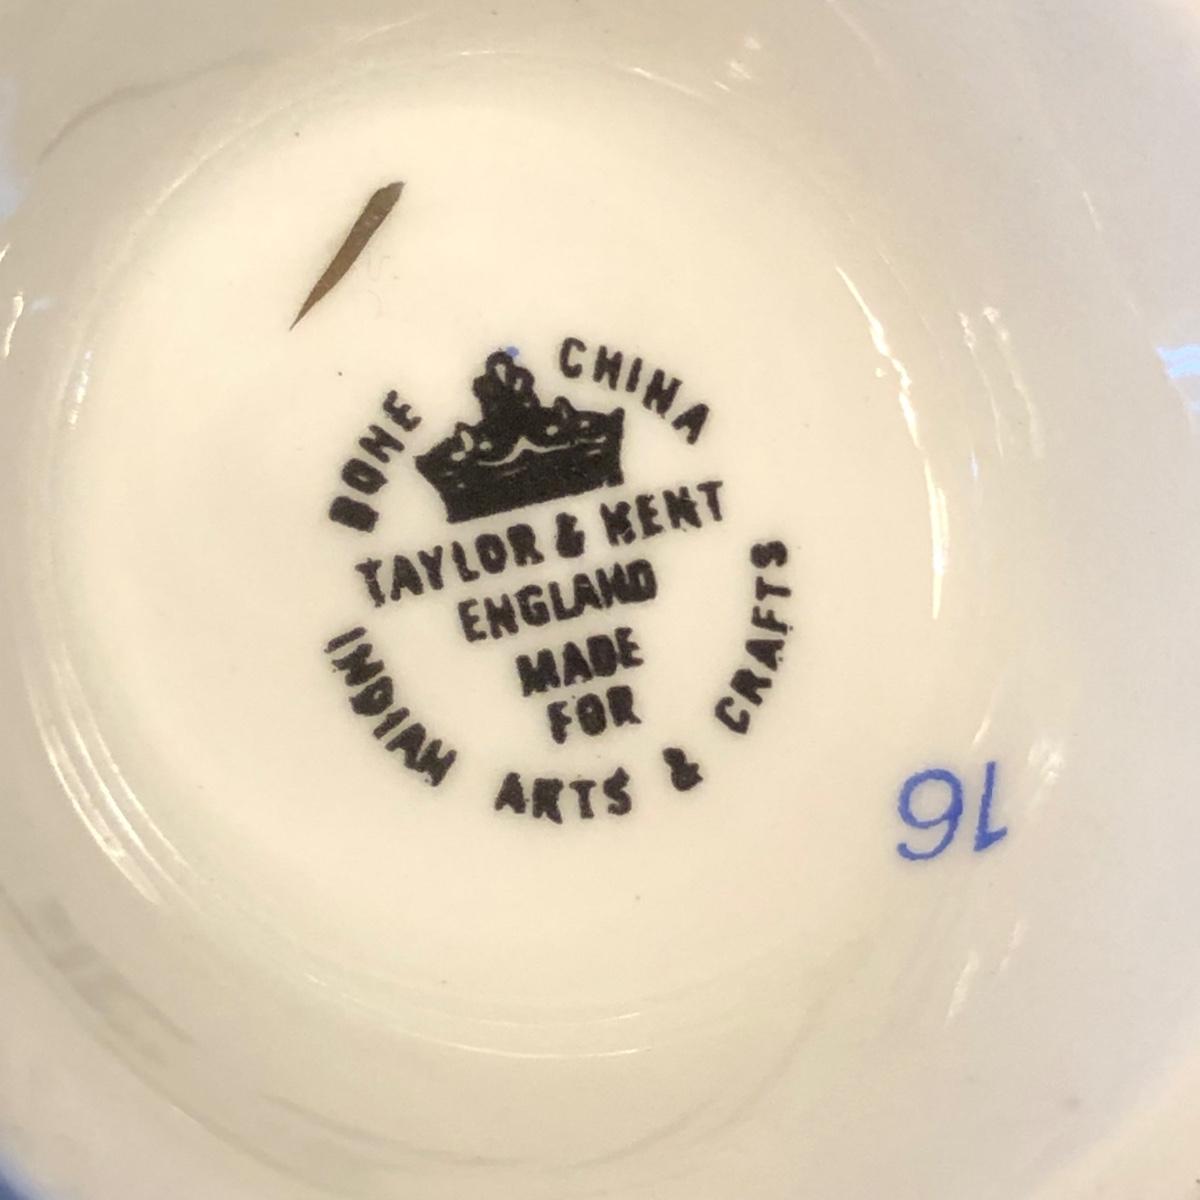 BONE CHINA
TAYLOR & KENT
ENGLAND
MADE
FOR
INDIAN ARTS & CRAFTS
16